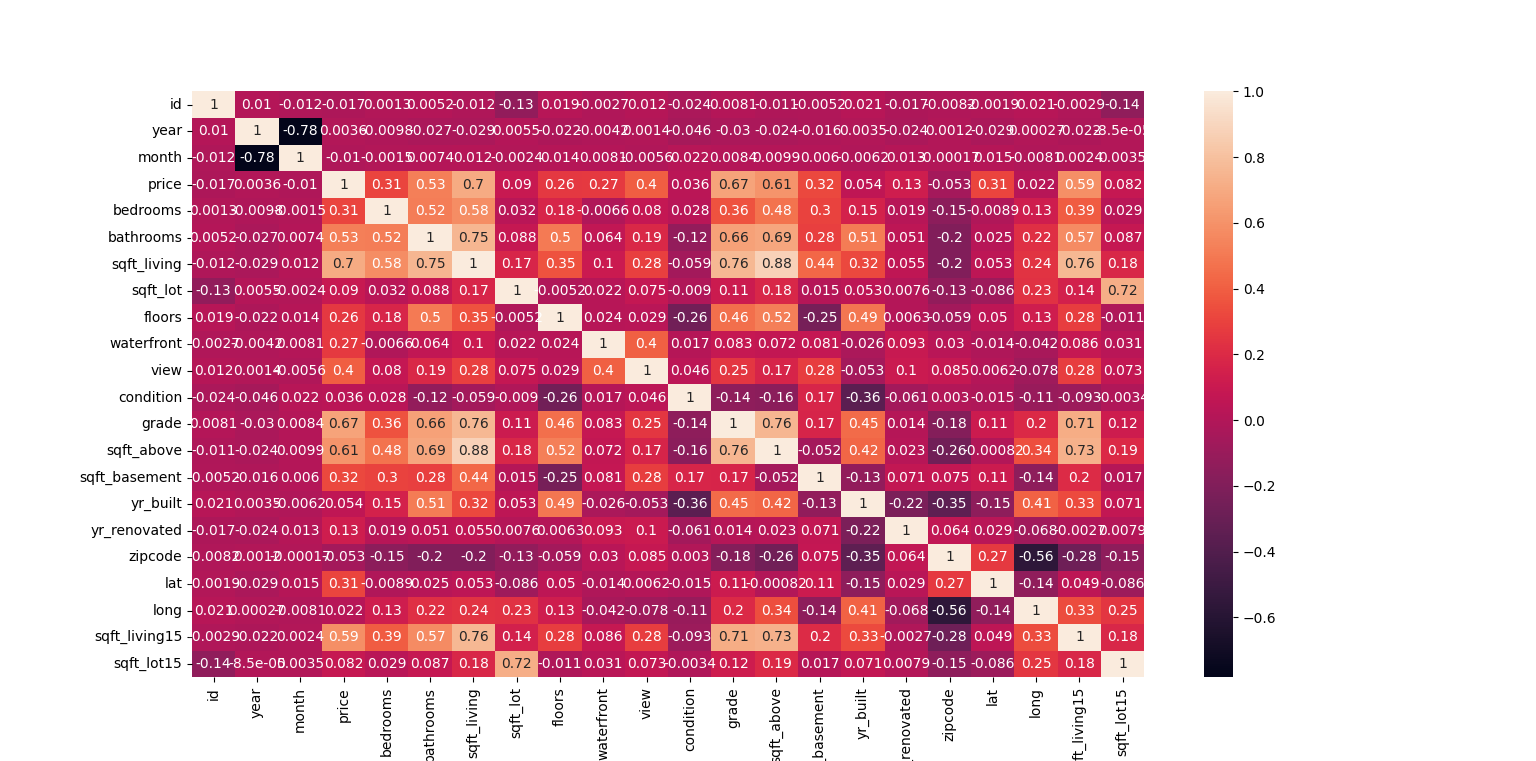 id 1 0.01 -0.012 -0.017 0.0013 0.0052 -0.012 -0.13 0.019 -0.0027 0.012 -0.024 0.0081 -0.011 -0.0052 0.021 -0.017 -0.0082 -0.0019 0.021 -0.0029 -0.14
year 0.01 1 -0.78 0.0036 -0.0098 -0.027 -0.029 0.0055 -0.022 -0.0042 0.0014 -0.046 -0.03 -0.024 -0.016 0.0035 -0.024 0.0012 -0.029 0.00027 -0.022 -8.5e-05
month -0.012 -0.78 1 -0.01 -0.0015 0.0074 0.012 -0.0024 0.014 0.0081 -0.0056 0.022 0.0084 0.0099 0.006 -0.0062 0.013 -0.00017 0.015 -0.0081 0.0024 0.0035
price -0.017 0.0036 -0.01 1 0.31 0.53 0.7 0.09 0.26 0.27 0.4 0.036 0.67 0.61 0.32 0.054 0.13 -0.053 0.31 0.022 0.59 0.082
bedrooms 0.0013 -0.0098 -0.0015 0.31 1 0.52 0.58 0.032 0.18 -0.0066 0.08 0.028 0.36 0.48 0.3 0.15 0.019 -0.15 -0.0089 0.13 0.39 0.029
bathrooms 0.0052 -0.027 0.0074 0.53 0.52 1 0.75 0.088 0.5 0.064 0.19 -0.12 0.66 0.69 0.28 0.51 0.051 -0.2 0.025 0.22 0.57 0.087
sqft_living -0.012 -0.029 0.012 0.7 0.58 0.75 1 0.17 0.35 0.1 0.28 -0.059 0.76 0.88 0.44 0.32 0.055 -0.2 0.053 0.24 0.76 0.18
sqft_lot -0.13 0.0055 -0.0024 0.09 0.032 0.088 0.17 1 -0.0052 0.022 0.075 -0.009 0.11 0.18 0.015 0.053 0.0076 -0.13 -0.086 0.23 0.14 0.72
floors 0.019 -0.022 0.014 0.26 0.18 0.5 0.35 -0.0052 1 0.024 0.029 -0.26 0.46 0.52 -0.25 0.49 0.0063 -0.059 0.05 0.13 0.28 -0.011
waterfront -0.0027 -0.0042 0.0081 0.27 -0.0066 0.064 0.1 0.022 0.024 1 0.4 0.017 0.083 0.072 0.081 -0.026 0.093 0.03 -0.014 -0.042 0.086 0.031
view 0.012 0.0014 -0.0056 0.4 0.08 0.19 0.28 0.075 0.029 0.4 1 0.046 0.25 0.17 0.28 -0.053 0.1 0.085 0.0062 -0.078 0.28 0.073
condition -0.024 -0.046 0.022 0.036 0.028 -0.12 -0.059 -0.009 -0.26 0.017 0.046 1 -0.14 -0.16 0.17 -0.36 -0.061 0.003 -0.015 -0.11 -0.093 -0.0034
grade 0.0081 -0.03 0.0084 0.67 0.36 0.66 0.76 0.11 0.46 0.083 0.25 -0.14 1 0.76 0.17 0.45 0.014 -0.18 0.11 0.2 0.71 0.12
sqft_above -0.011 -0.024 0.0099 0.61 0.48 0.69 0.88 0.18 0.52 0.072 0.17 -0.16 0.76 1 -0.052 0.42 0.023 -0.26 -0.00082 0.34 0.73 0.19
sqft_basement -0.0052 -0.016 0.006 0.32 0.3 0.28 0.44 0.015 -0.25 0.081 0.28 0.17 0.17 -0.052 1 -0.13 0.071 0.075 0.11 -0.14 0.2 0.017
yr_built 0.021 0.0035 -0.0062 0.054 0.15 0.51 0.32 0.053 0.49 -0.026 -0.053 -0.36 0.45 0.42 -0.13 1 -0.22 -0.35 -0.15 0.41 0.33 0.071
yr_renovated -0.017 -0.024 0.013 0.13 0.019 0.051 0.055 0.0076 0.0063 0.093 0.1 -0.061 0.014 0.023 0.071 -0.22 1 0.064 0.029 -0.068 -0.0027 0.0079
zipcode -0.0082 0.0012 -0.00017 -0.053 -0.15 -0.2 -0.2 -0.13 -0.059 0.03 0.085 0.003 -0.18 -0.26 0.075 -0.35 0.064 1 0.27 -0.56 -0.28 -0.15
lat -0.0019 -0.029 0.015 0.31 -0.0089 0.025 0.053 -0.086 0.05 -0.014 0.0062 -0.015 0.11 -0.00082 0.11 -0.15 0.029 0.27 1 -0.14 0.049 -0.086
long 0.021 0.00027 -0.0081 0.022 0.13 0.22 0.24 0.23 0.13 -0.042 -0.078 -0.11 0.2 0.34 -0.14 0.41 -0.068 -0.56 -0.14 1 0.33 0.25
sqft_living15 -0.0029 -0.022 0.0024 0.59 0.39 0.57 0.76 0.14 0.28 0.086 0.28 -0.093 0.71 0.73 0.2 0.33 -0.0027 -0.28 0.049 0.33 1 0.18
sqft_lot15 -0.14 -8.5e-05 0.0035 0.082 0.029 0.087 0.18 0.72 -0.011 0.031 0.073 -0.0034 0.12 0.19 0.017 0.071 0.0079 -0.15 -0.086 0.25 0.18 1
id
year
month
price
bedrooms
bathrooms
sqft_living
sqft_lot
floors
waterfront
view
condition
grade
sqft_above
_basement
yr_built
_renovated
zipcode
lat
long
ft_living15
sqft_lot15
1.0
0.8
0.6
0.4
0.2
0.0
−0.2
−0.4
−0.6